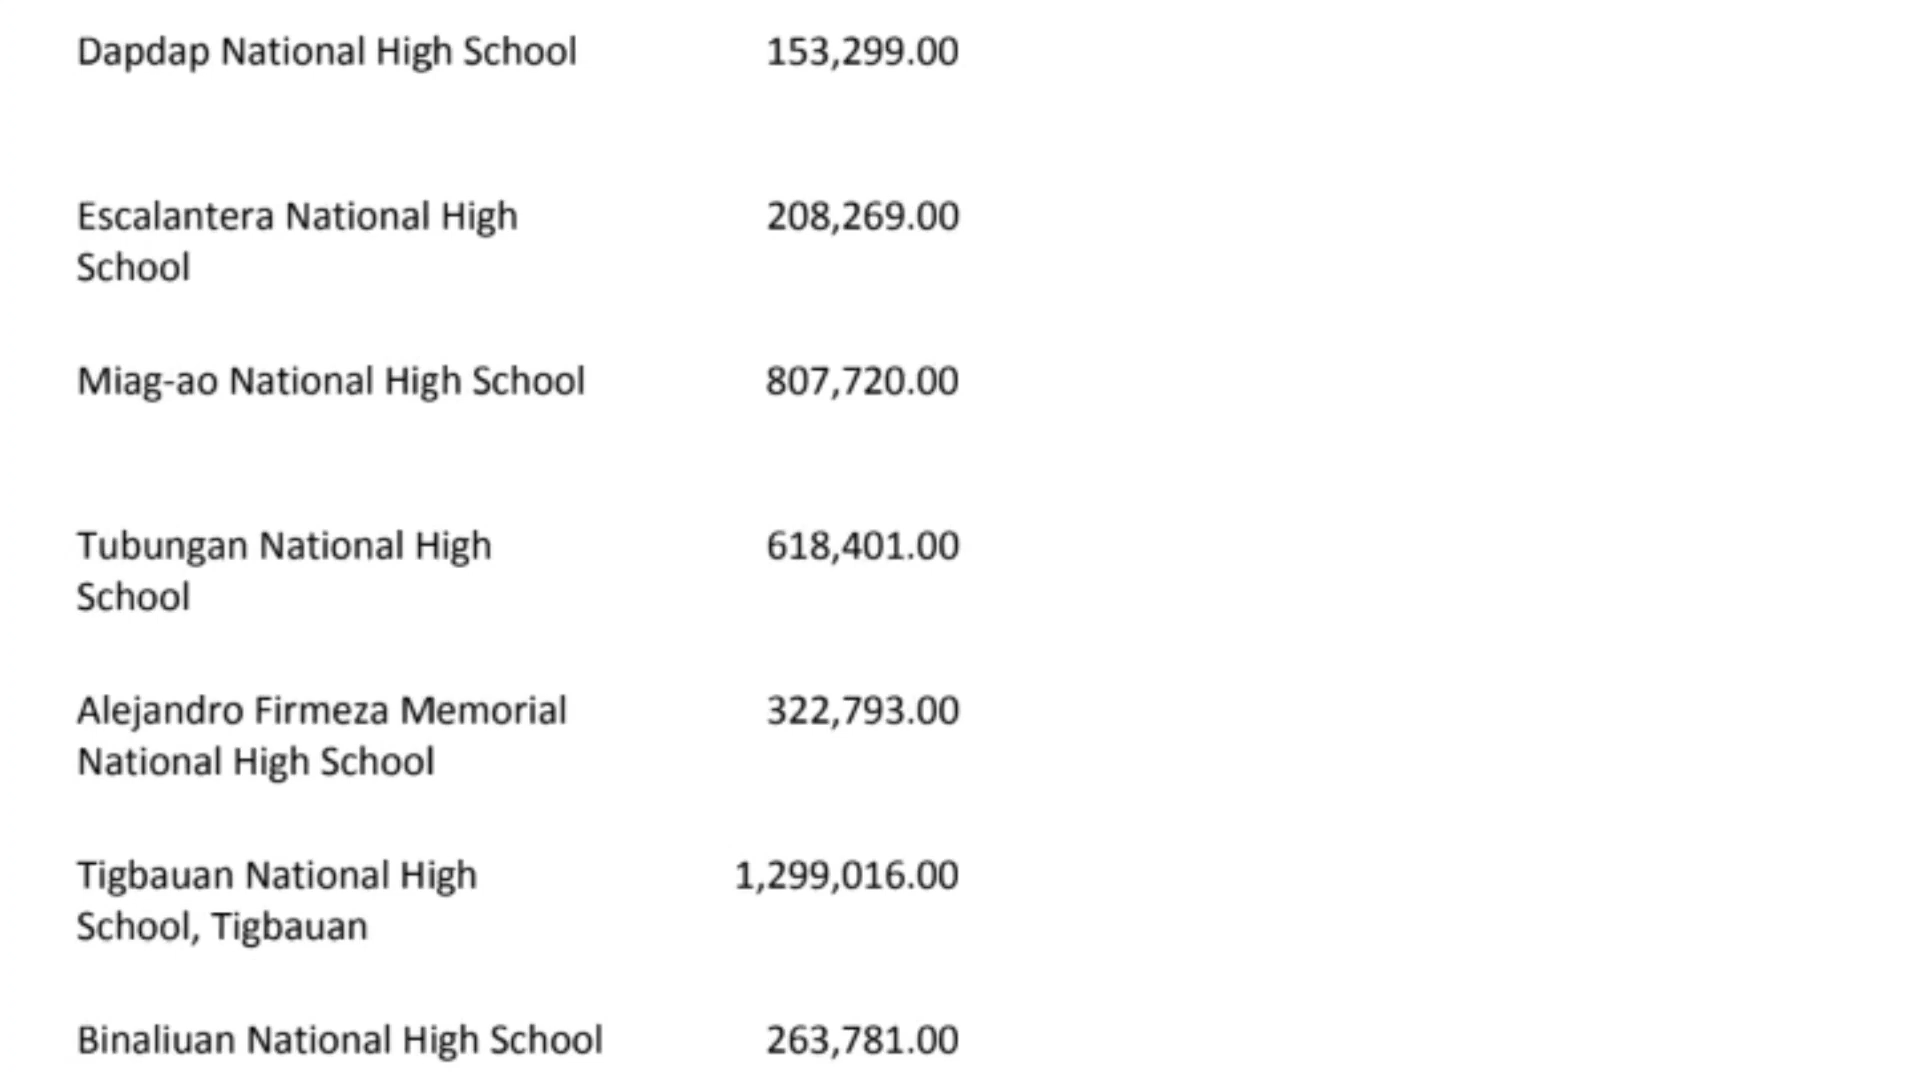 Dapdap National High School 153,299.00
Escalantera National High 208,269.00
School
Miag-ao National High School 807,720.00
Tubungan National High 618,401.00
School
Alejandro Firmeza Memorial 322,793.00
National High School
Tigbauan National High 1,299,016.00
School, Tigbauan
Binaliuan National High School 263,781.00